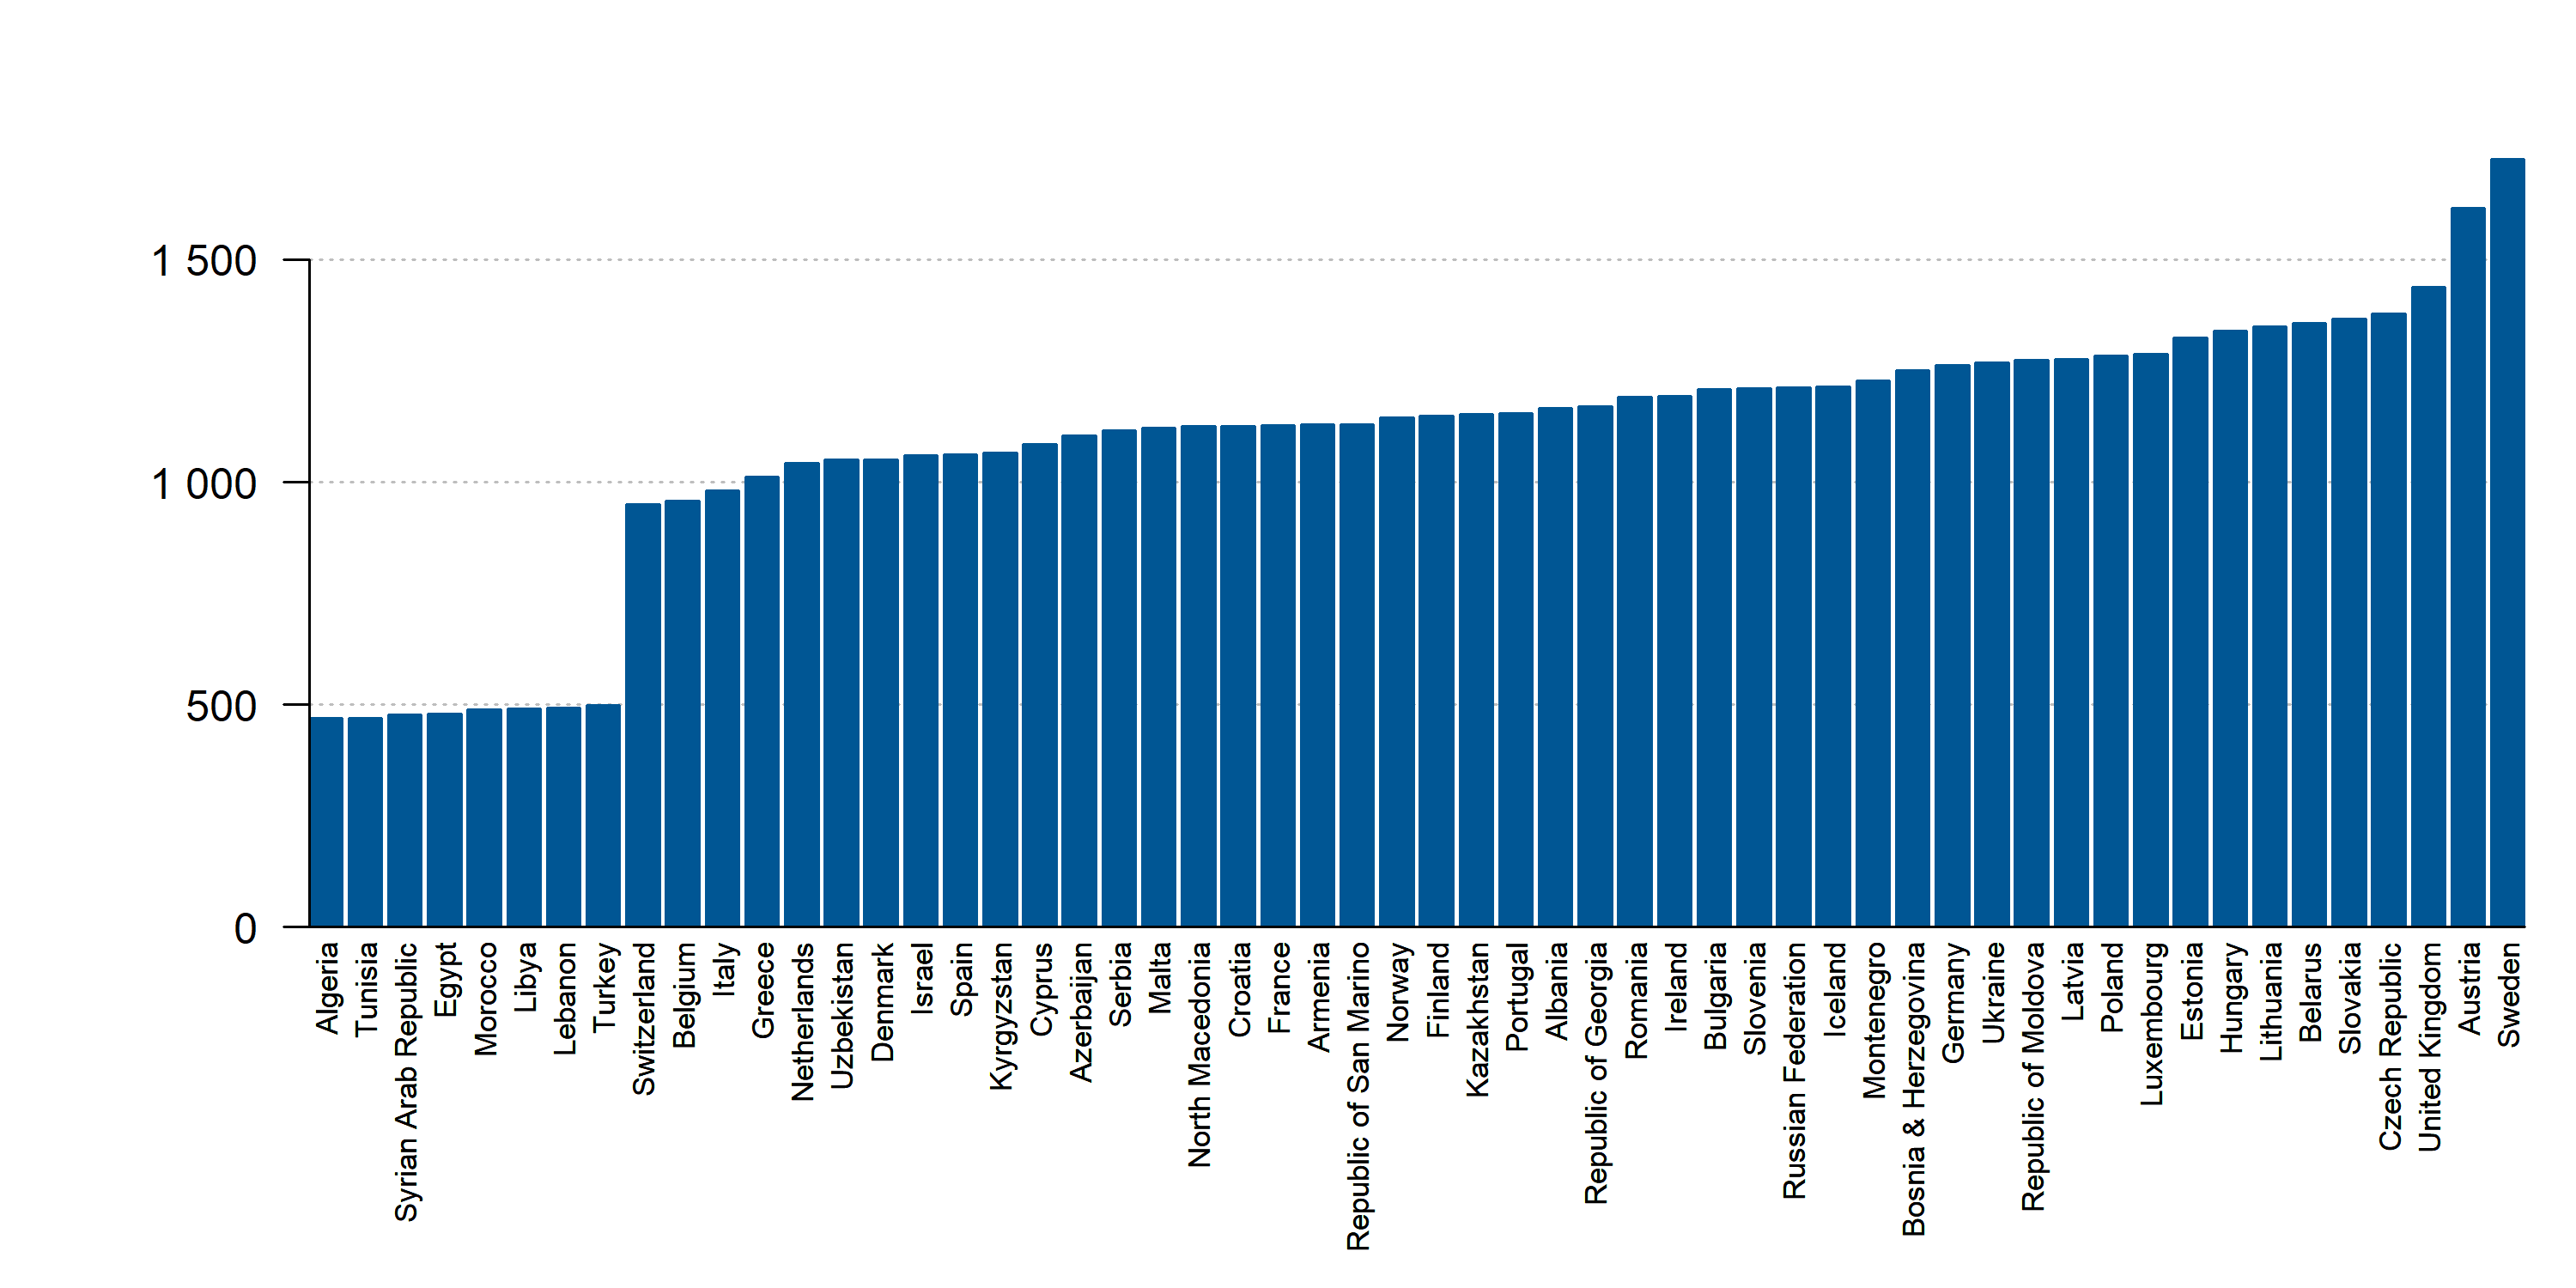 1 500
1 000
500
0
Algeria
Tunisia
Syrian Arab Republic
Egypt
Morocco
Libya
Lebanon
Turkey
Switzerland
Belgium
Italy
Greece
Netherlands
Uzbekistan
Denmark
Israel
Spain
Kyrgyzstan
Cyprus
Azerbaijan
Serbia
Malta
North Macedonia
Croatia
France
Armenia
Republic of San Marino
Norway
Finland
Kazakhstan
Portugal
Albania
Republic of Georgia
Romania
Ireland
Bulgaria
Slovenia
Russian Federation
Iceland
Montenegro
Bosnia & Herzegovina
Germany
Ukraine
Republic of Moldova
Latvia
Poland
Luxembourg
Estonia
Hungary
Lithuania
Belarus
Slovakia
Czech Republic
United Kingdom
Austria
Sweden